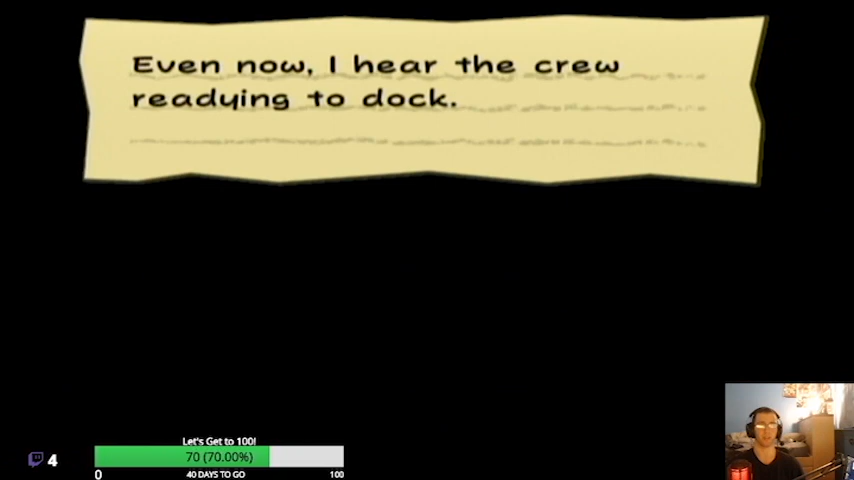 Even now, I hear the crew
readying to dock.
Let's Get to 100!
4
70 (70.00%)
0
40 DAYS TO GO
100